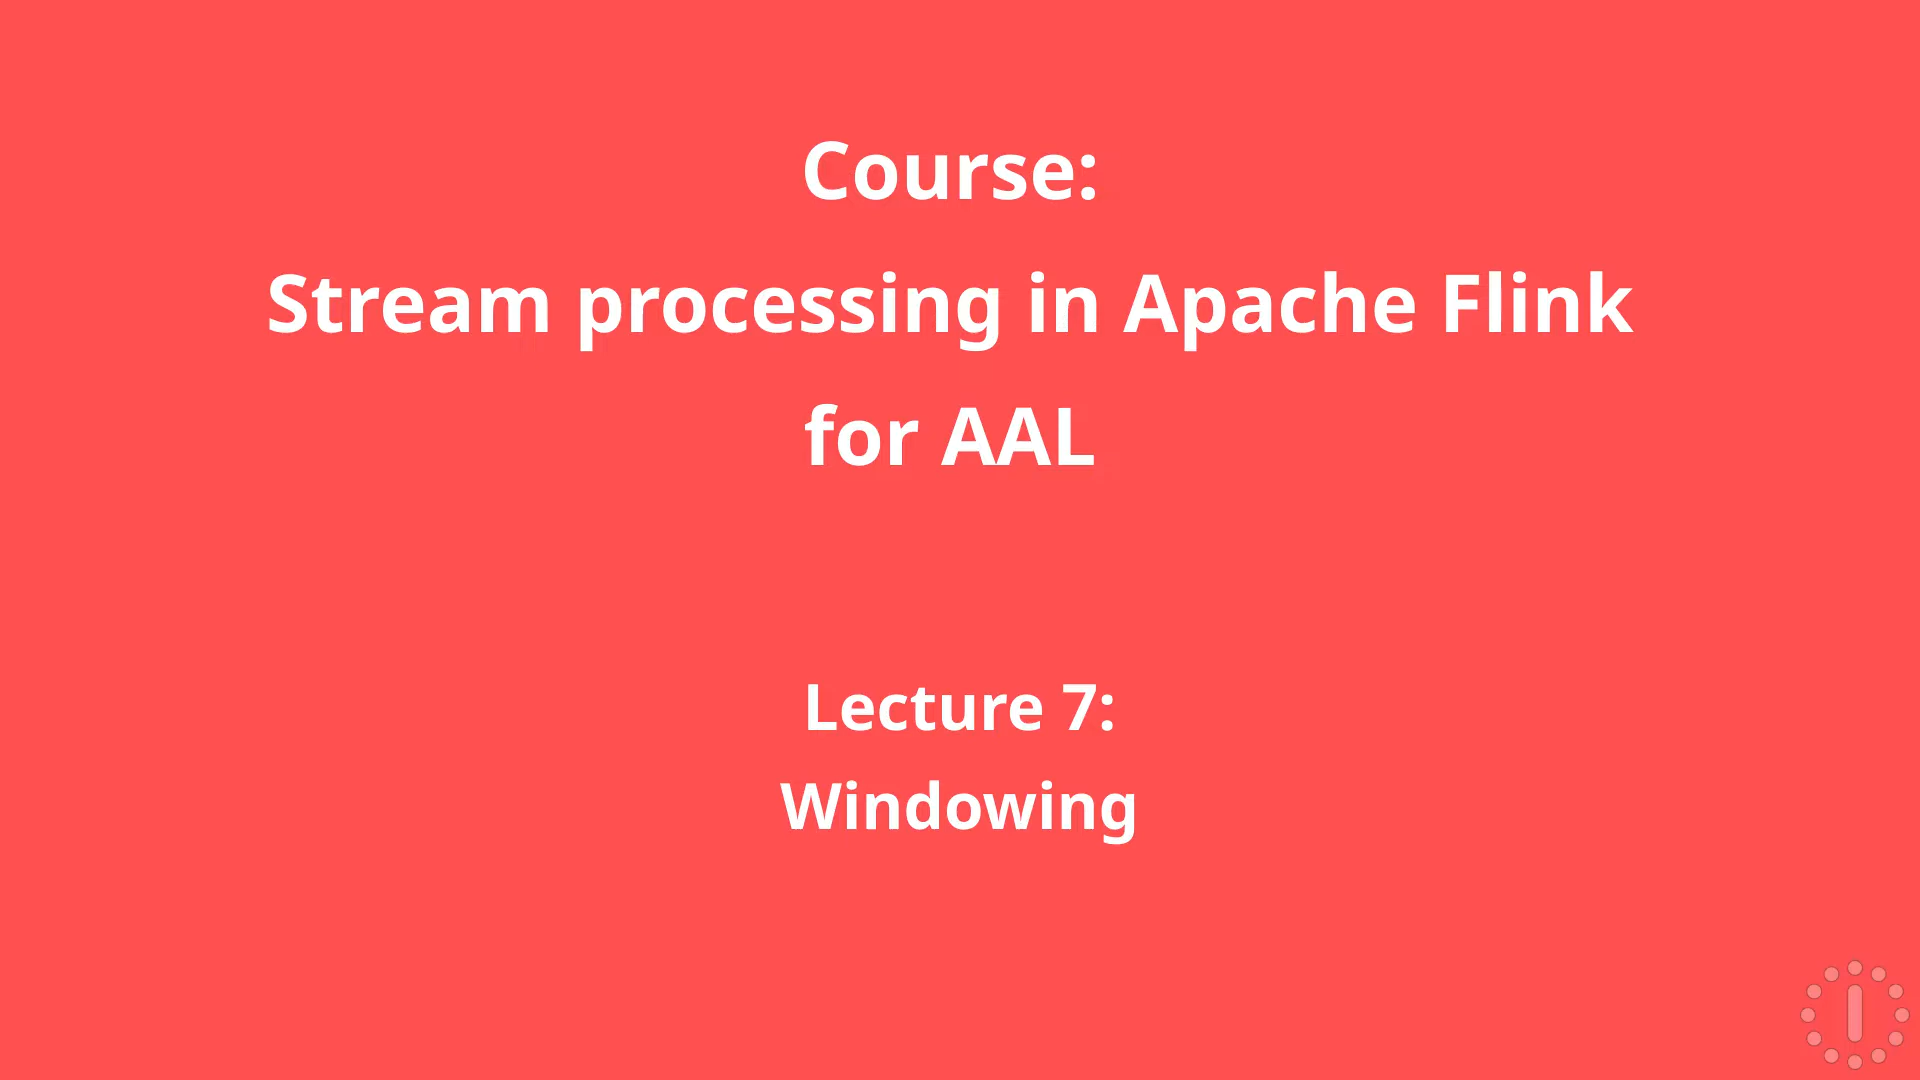 Course:
Stream processing in Apache Flink
for AAL
Lecture 7:
Windowing